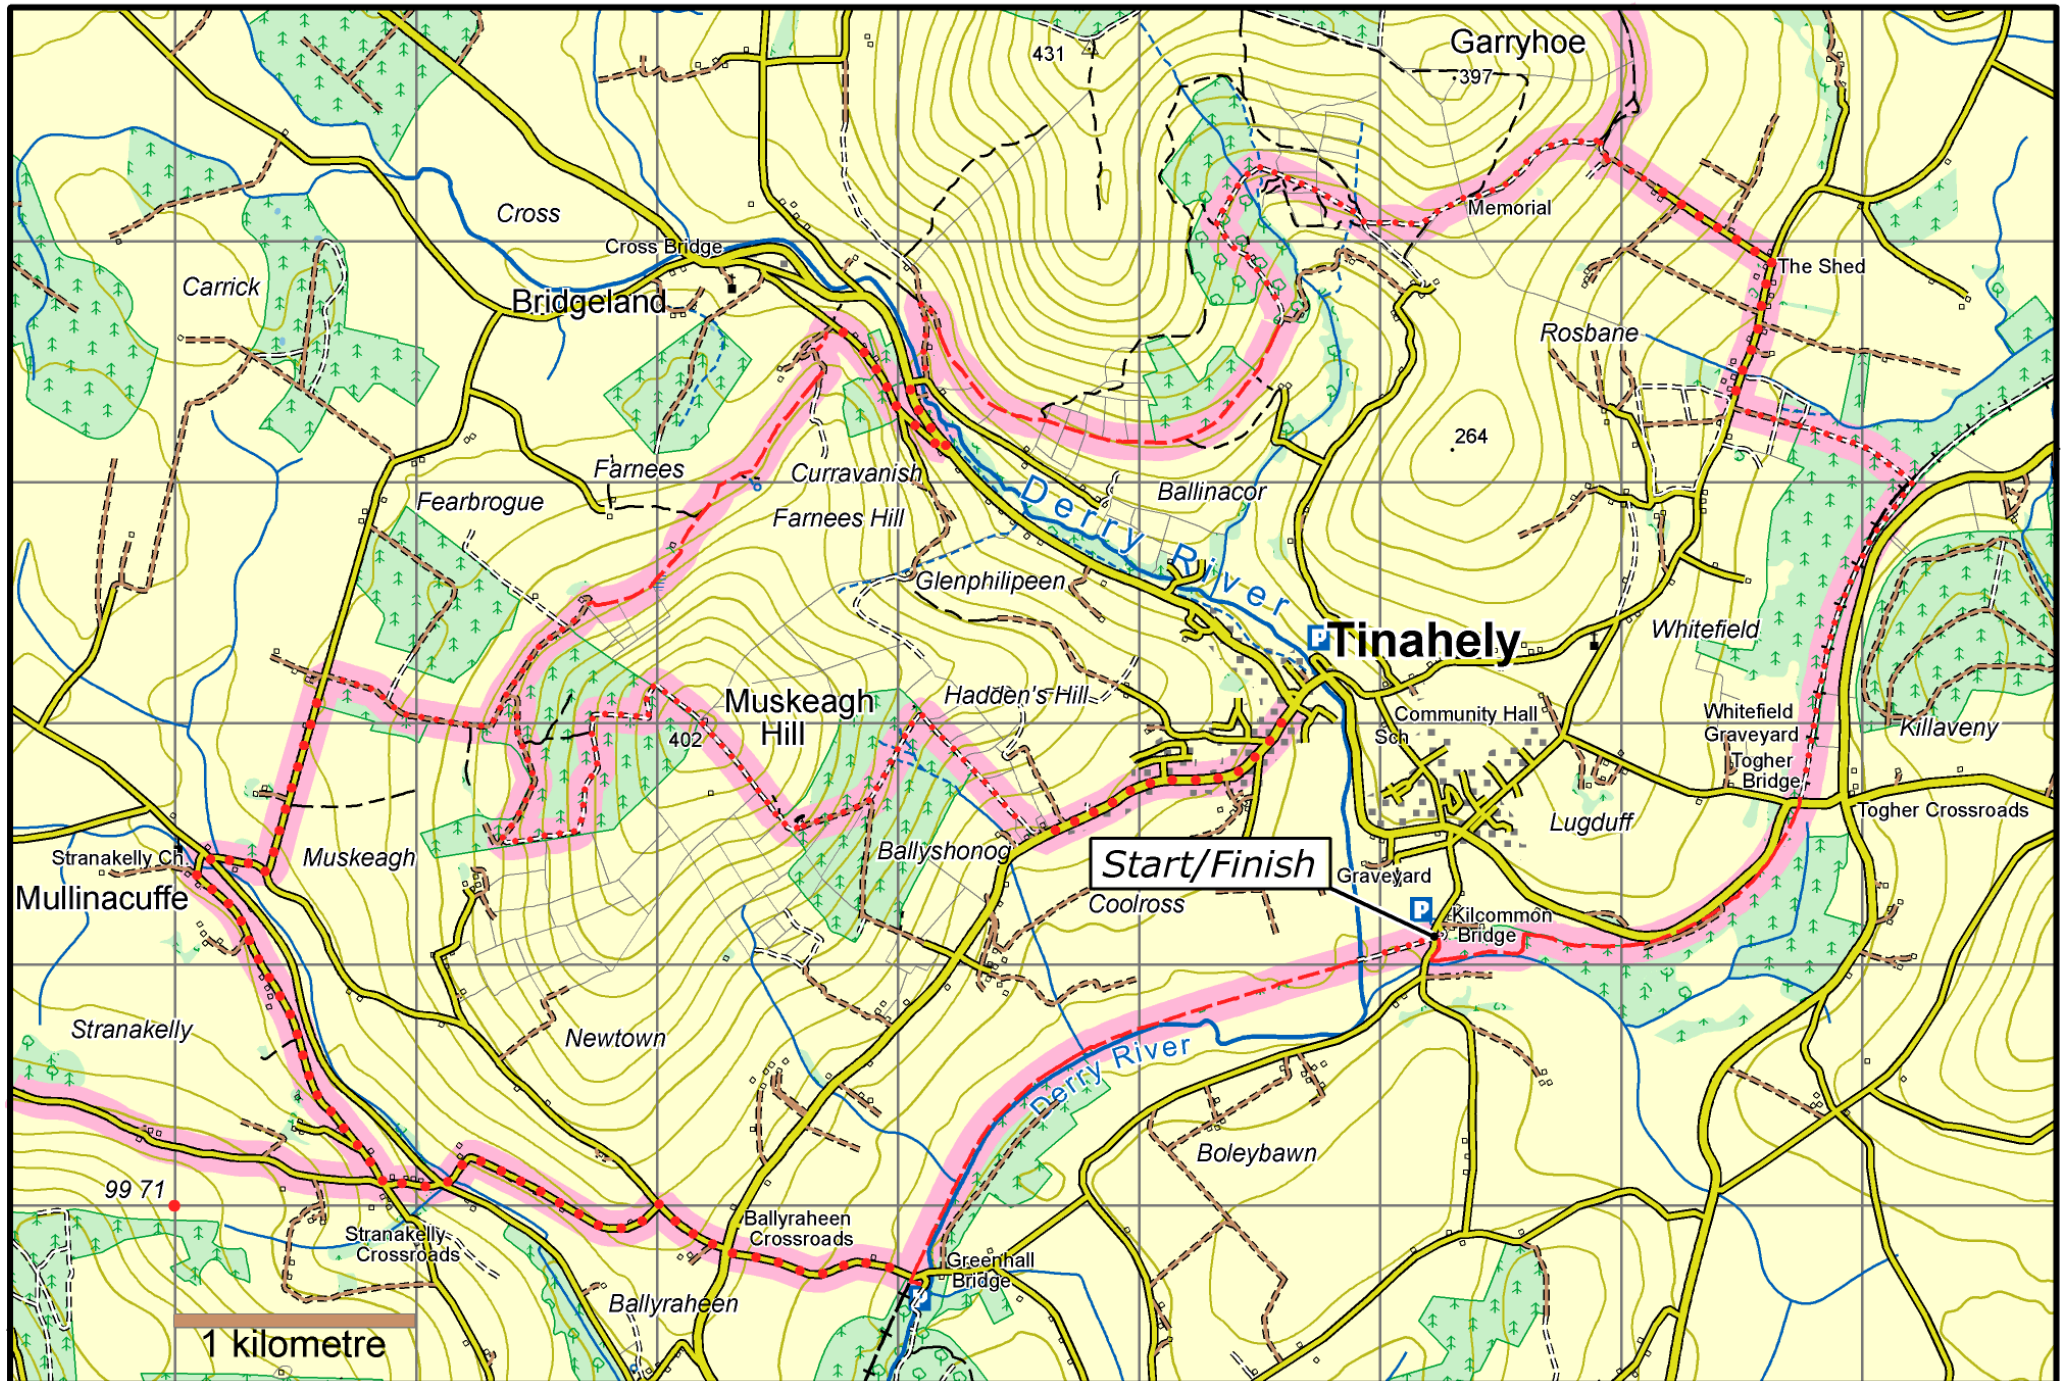 431
Garryhoe
397
Cross
Memorial
Cross Bridge
The Shed
Carrick
Bridgeland
Rosbane
264
Farnees
Curravanish
Fearbrogue
Ballinacor
Farnees Hill
Derry River
Glenphilipeen
P
Tinahely
Whitefield
Hadden's Hill
Muskeagh
Hill
402
Community Hall
Sch
Whitefield
Graveyard
Killaveny
Togher
Bridge
Togher Crossroads
Lugduff
Stranakelly Ch.
Muskeagh
Ballyshonog
Start/Finish
Graveyard
Mullinacuffe
Coolross
P
Kilcommon
Bridge
Stranakelly
Newtown
Derry River
Boleybawn
99 71
Stranakelly
Crossroads
Ballyraheen
Crossroads
Greenhall
Bridge
P
Ballyraheen
1 kilometre